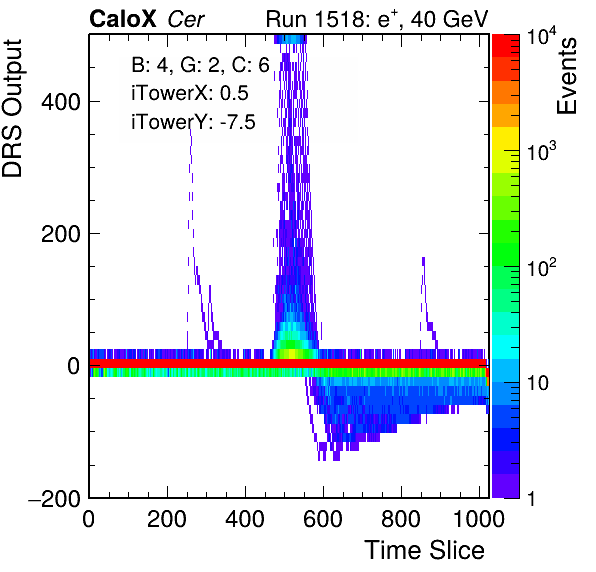 CaloX Cer Run 1518: e+, 40 GeV
DRS Output
Events
B: 4, G: 2, C: 6
iTowerX: 0.5
iTowerY: -7.5
400
200
0
−200
0 200 400 600 800 1000
Time Slice
10^4
10^3
10^2
10
1